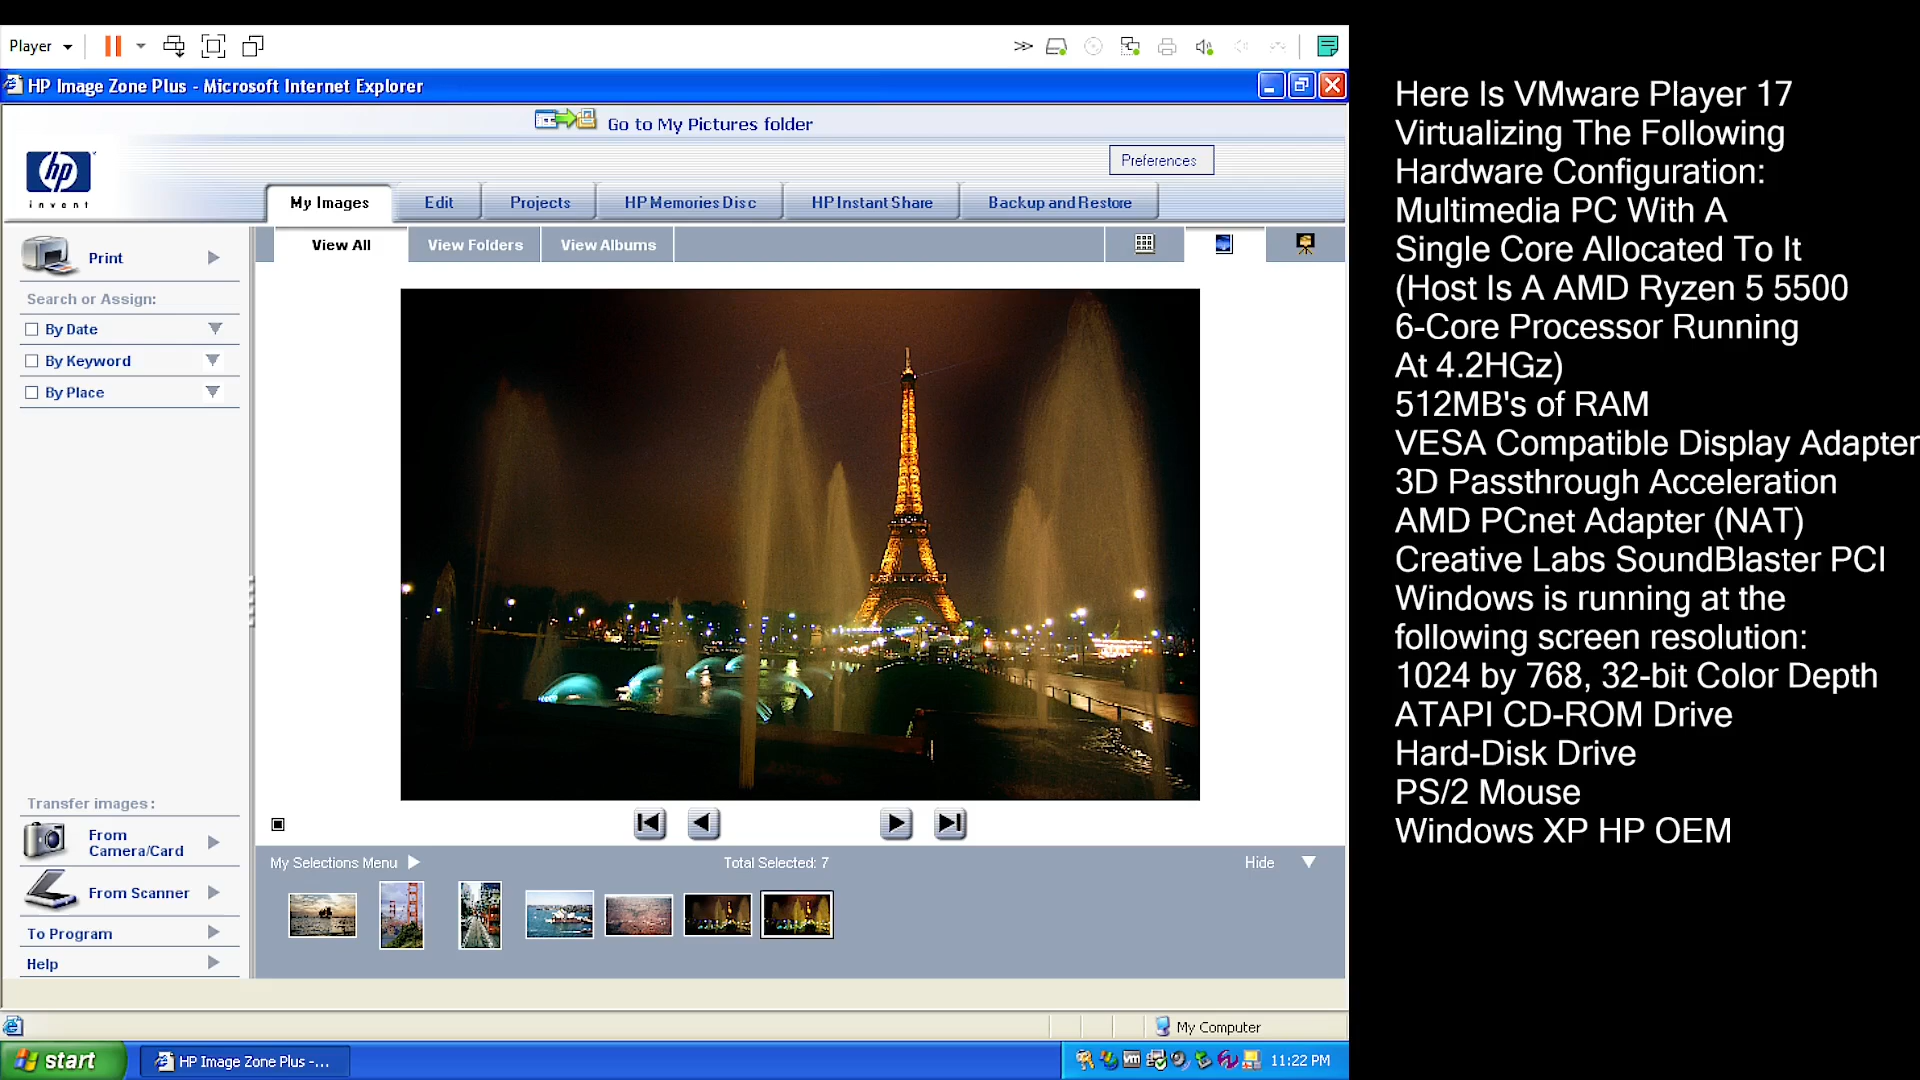 Player
HP Image Zone Plus - Microsoft Internet Explorer
Go to My Pictures folder
Preferences
hp
invent
My Images
Edit
Projects
HP Memories Disc
HP Instant Share
Backup and Restore
View All
View Folders
View Albums
Print
Search or Assign:
By Date
By Keyword
By Place
Transfer images:
From
Camera/Card
From Scanner
To Program
Help
My Selections Menu
Total Selected: 7
Hide
My Computer
start
HP Image Zone Plus -...
11:22 PM
Here Is VMware Player 17
Virtualizing The Following
Hardware Configuration:
Multimedia PC With A
Single Core Allocated To It
(Host Is A AMD Ryzen 5 5500
6-Core Processor Running
At 4.2HGz)
512MB's of RAM
VESA Compatible Display Adapter
3D Passthrough Acceleration
AMD PCnet Adapter (NAT)
Creative Labs SoundBlaster PCI
Windows is running at the
following screen resolution:
1024 by 768, 32-bit Color Depth
ATAPI CD-ROM Drive
Hard-Disk Drive
PS/2 Mouse
Windows XP HP OEM